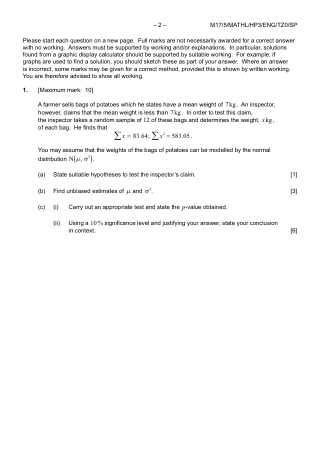 – 2 –
M17/5/MATHL/HP3/ENG/TZ0/SP
Please start each question on a new page. Full marks are not necessarily awarded for a correct answer
with no working. Answers must be supported by working and/or explanations. In particular, solutions
found from a graphic display calculator should be supported by suitable working. For example, if
graphs are used to find a solution, you should sketch these as part of your answer. Where an answer
is incorrect, some marks may be given for a correct method, provided this is shown by written working.
You are therefore advised to show all working.
1. [Maximum mark: 10]
A farmer sells bags of potatoes which he states have a mean weight of 7 kg. An inspector,
however, claims that the mean weight is less than 7 kg. In order to test this claim,
the inspector takes a random sample of 12 of these bags and determines the weight, x kg,
of each bag. He finds that
∑x = 83.64; ∑x² = 583.05.
You may assume that the weights of the bags of potatoes can be modelled by the normal
distribution N(μ, σ²).
(a) State suitable hypotheses to test the inspector's claim. [1]
(b) Find unbiased estimates of μ and σ². [3]
(c) (i) Carry out an appropriate test and state the p-value obtained.
(ii) Using a 10% significance level and justifying your answer, state your conclusion
in context. [6]